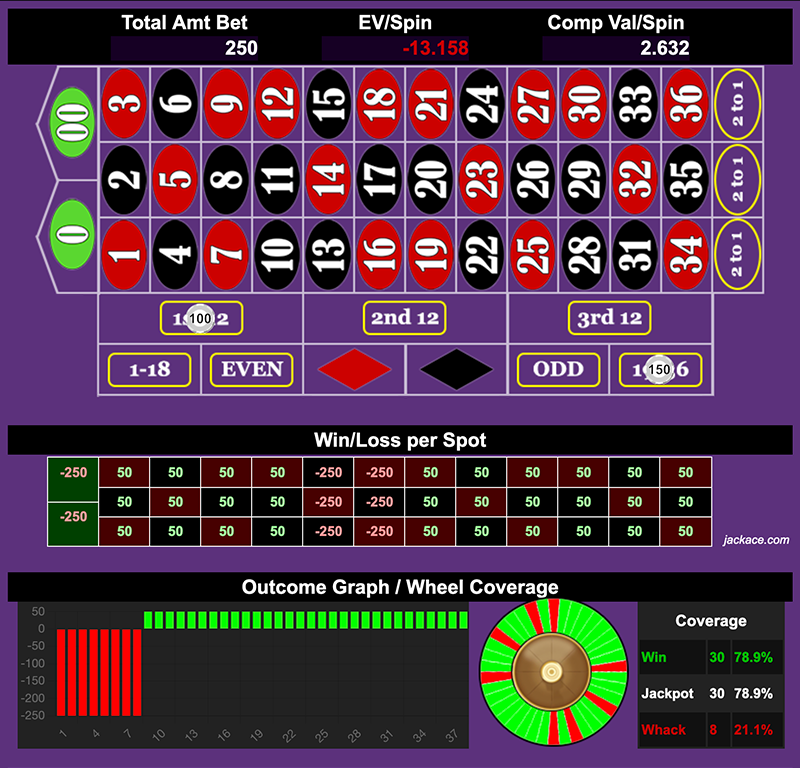 Total Amt Bet EV/Spin Comp Val/Spin
250 -13.158 2.632
00 3 6 9 12 15 18 21 24 27 30 33 36 2 to 1
2 5 8 11 14 17 20 23 26 29 32 35 2 to 1
0 1 4 7 10 13 16 19 22 25 28 31 34 2 to 1
100 2nd 12 3rd 12
1-18 EVEN ODD 150
Win/Loss per Spot
-250 50 50 50 50 -250 -250 50 50 50 50 50 50
50 50 50 50 -250 -250 50 50 50 50 50 50
-250 50 50 50 50 -250 -250 50 50 50 50 50 50
jackace.com
Outcome Graph / Wheel Coverage
50
0
-50
-100
-150
-200
-250
1 4 7 10 13 16 19 22 25 28 31 34 37
Coverage
Win 30 78.9%
Jackpot 30 78.9%
Whack 8 21.1%